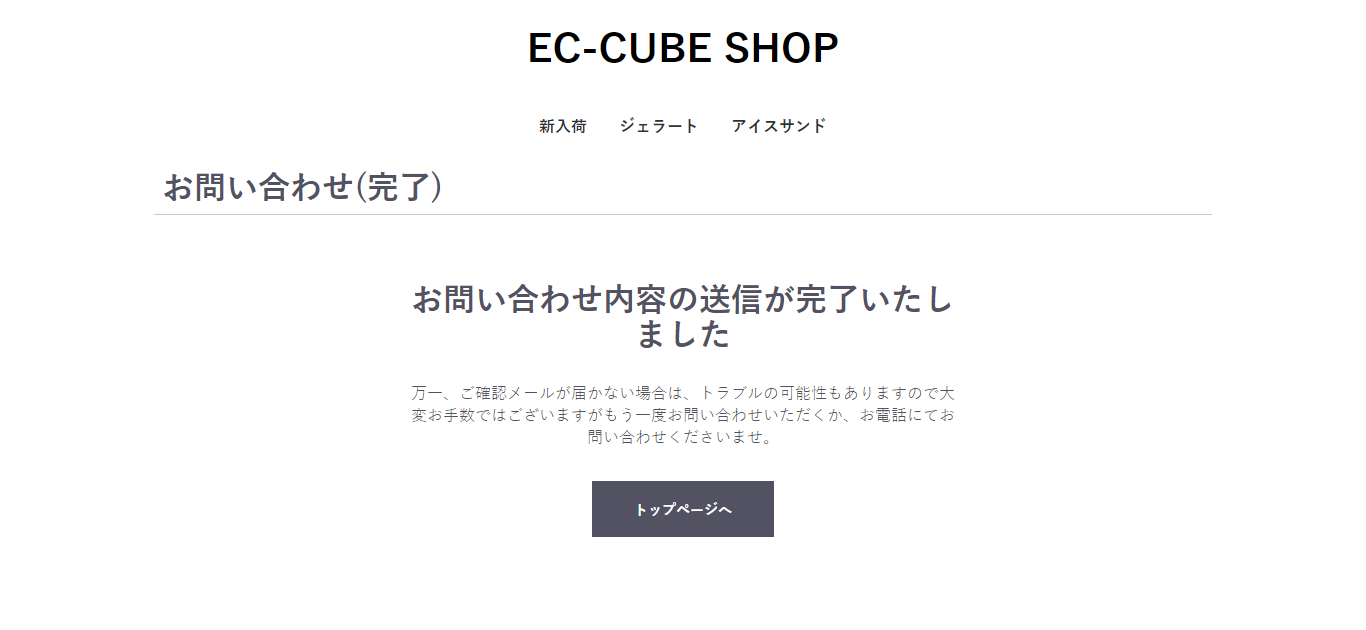 EC-CUBE SHOP
新入荷 ジェラート アイスサンド
お問い合わせ(完了)
お問い合わせ内容の送信が完了いたし
ました
万一、ご確認メールが届かない場合は、トラブルの可能性もありますので大
変お手数ではございますがもう一度お問い合わせいただくか、お電話にてお
問い合わせくださいませ。
トップページへ